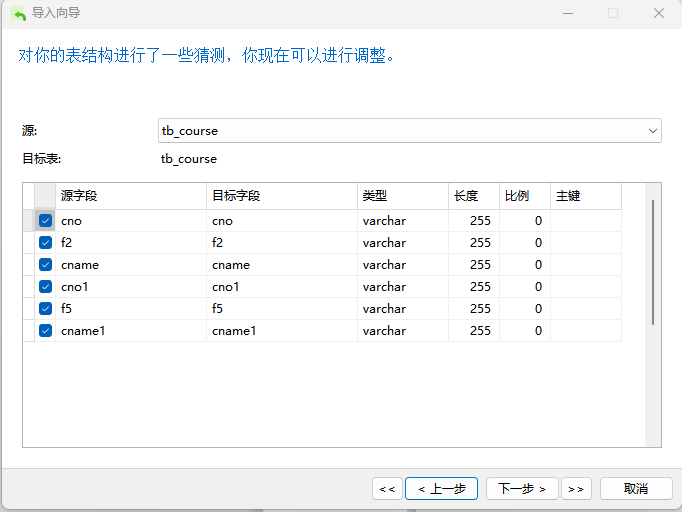 导入向导
对你的表结构进行了一些猜测，你现在可以进行调整。
源: tb_course
目标表: tb_course
源字段 目标字段 类型 长度 比例 主键
cno cno varchar 255 0
f2 f2 varchar 255 0
cname cname varchar 255 0
cno1 cno1 varchar 255 0
f5 f5 varchar 255 0
cname1 cname1 varchar 255 0
<< < 上一步 下一步 > >> 取消